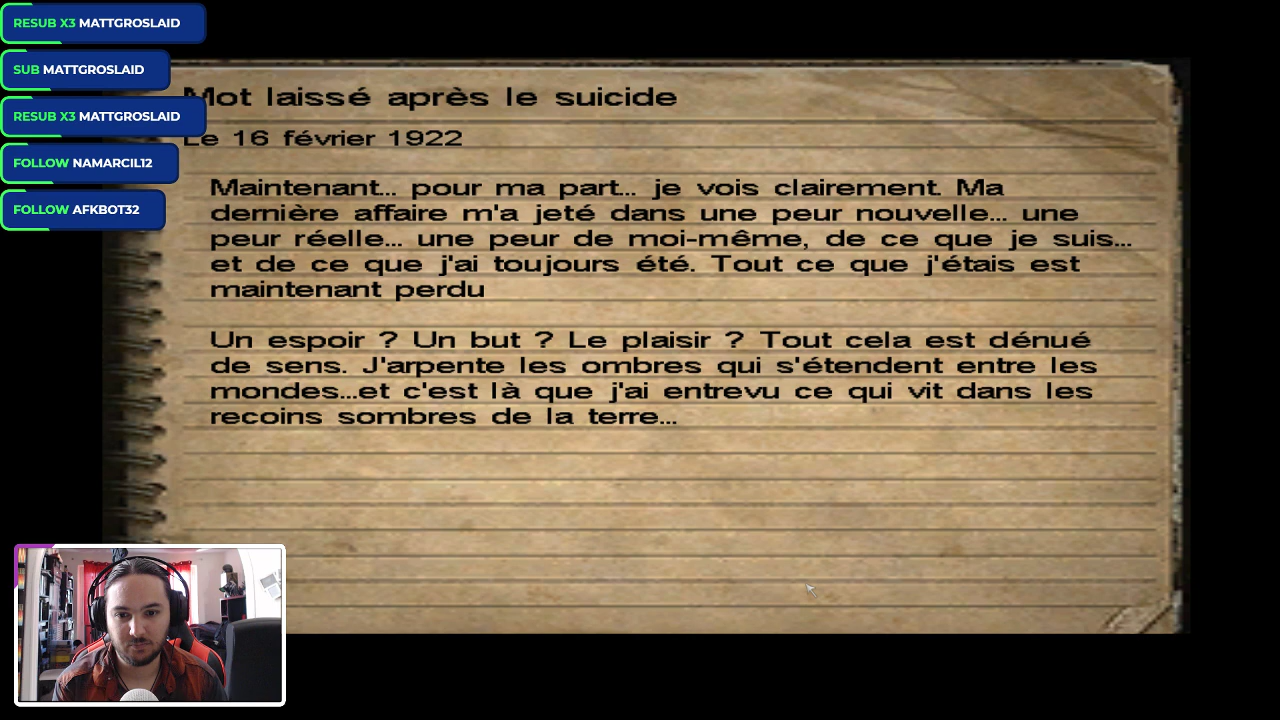 RESUB X3 MATTGROSLAID
SUB MATTGROSLAID
RESUB X3 MATTGROSLAID
FOLLOW NAMARCIL12
FOLLOW AFKBOT32
Mot laissé après le suicide
Le 16 février 1922
Maintenant... pour ma part... je vois clairement. Ma
dernière affaire m'a jeté dans une peur nouvelle... une
peur réelle... une peur de moi-même, de ce que je suis...
et de ce que j'ai toujours été. Tout ce que j'étais est
maintenant perdu
Un espoir ? Un but ? Le plaisir ? Tout cela est dénué
de sens. J'arpente les ombres qui s'étendent entre les
mondes...et c'est là que j'ai entrevu ce qui vit dans les
recoins sombres de la terre...